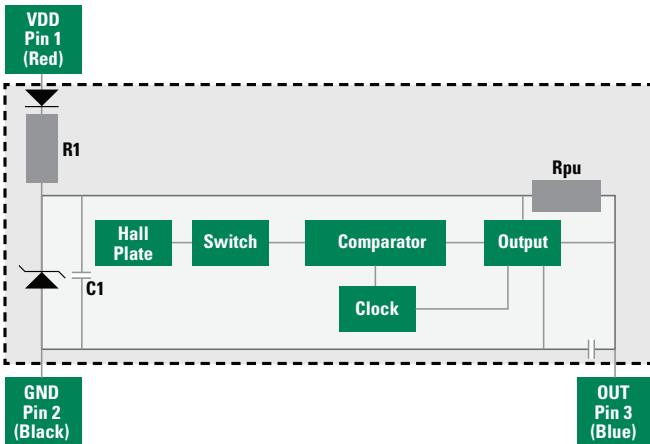 VDD
Pin 1
(Red)
R1
Rpu
Hall
Plate
Switch
Comparator
Output
C1
Clock
GND
Pin 2
(Black)
OUT
Pin 3
(Blue)